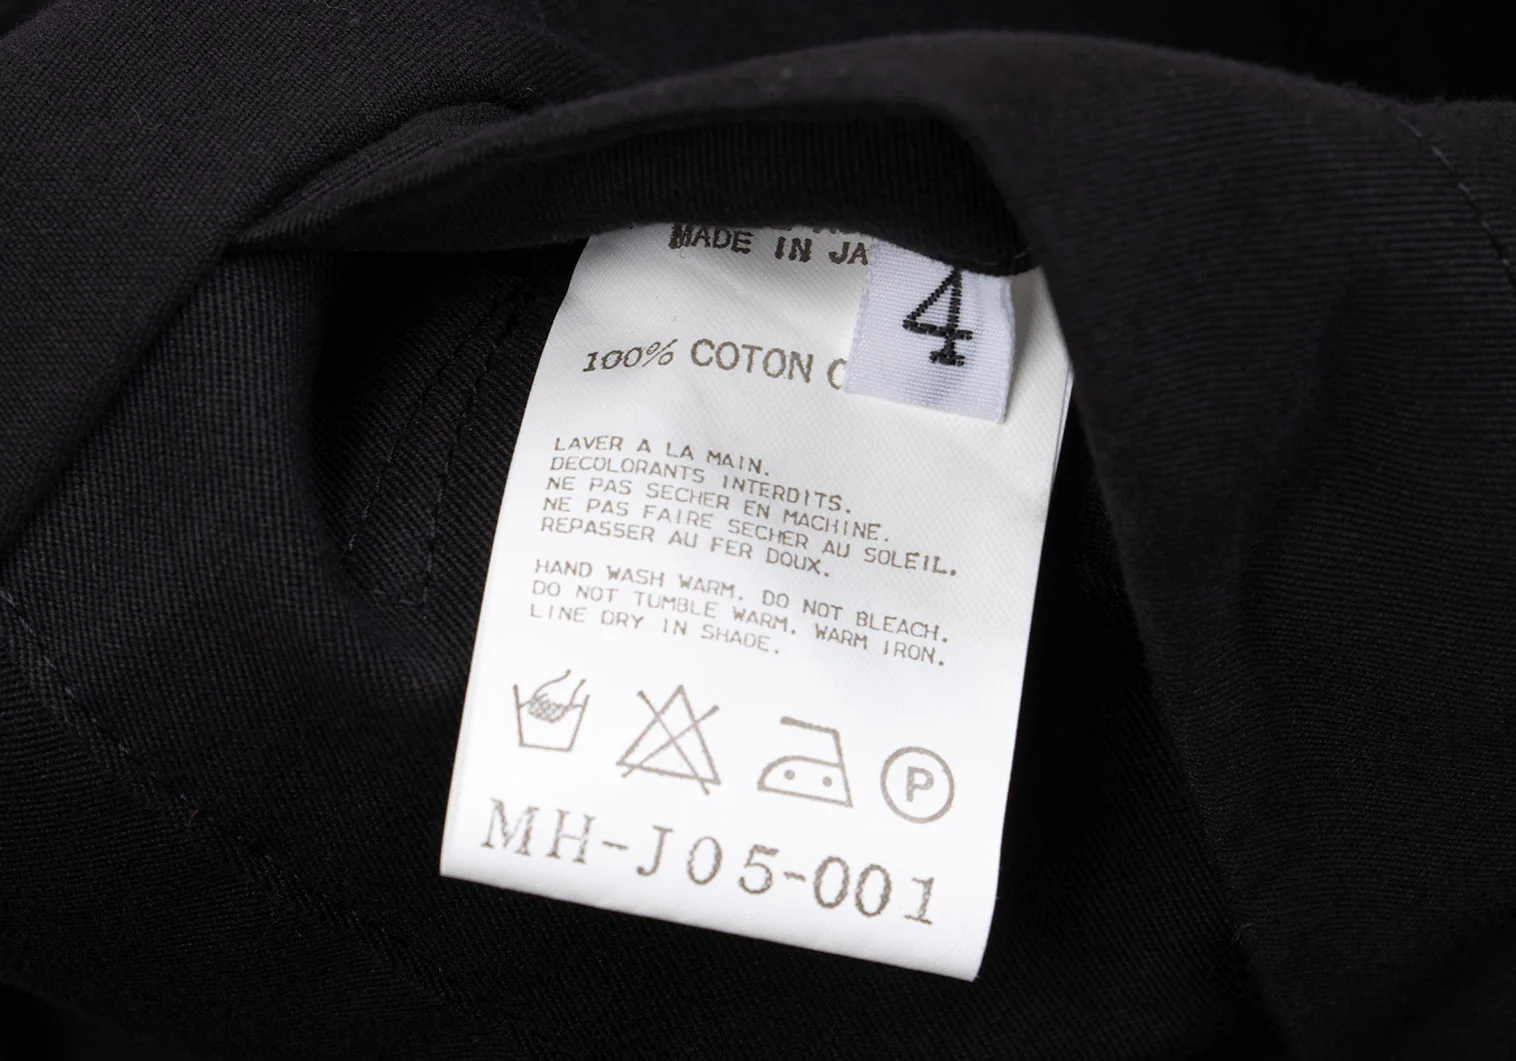 MADE IN JA
4
100% COTON C
LAVER A LA MAIN.
DECOLORANTS INTERDITS.
NE PAS SECHER EN MACHINE.
NE PAS FAIRE SECHER AU SOLEIL.
REPASSER AU FER DOUX.
HAND WASH WARM. DO NOT BLEACH.
DO NOT TUMBLE WARM. WARM IRON.
LINE DRY IN SHADE.
P
MH-J05-001